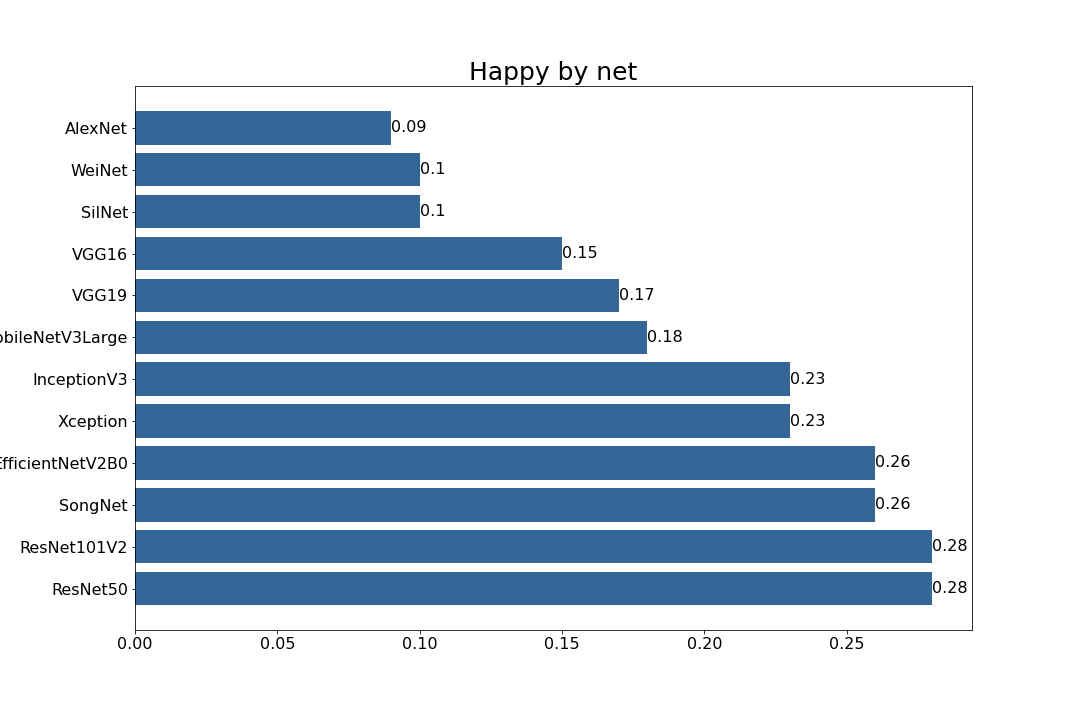 Happy by net
AlexNet 0.09
WeiNet 0.1
SilNet 0.1
VGG16 0.15
VGG19 0.17
obileNetV3Large 0.18
InceptionV3 0.23
Xception 0.23
EfficientNetV2B0 0.26
SongNet 0.26
ResNet101V2 0.28
ResNet50 0.28
0.00 0.05 0.10 0.15 0.20 0.25